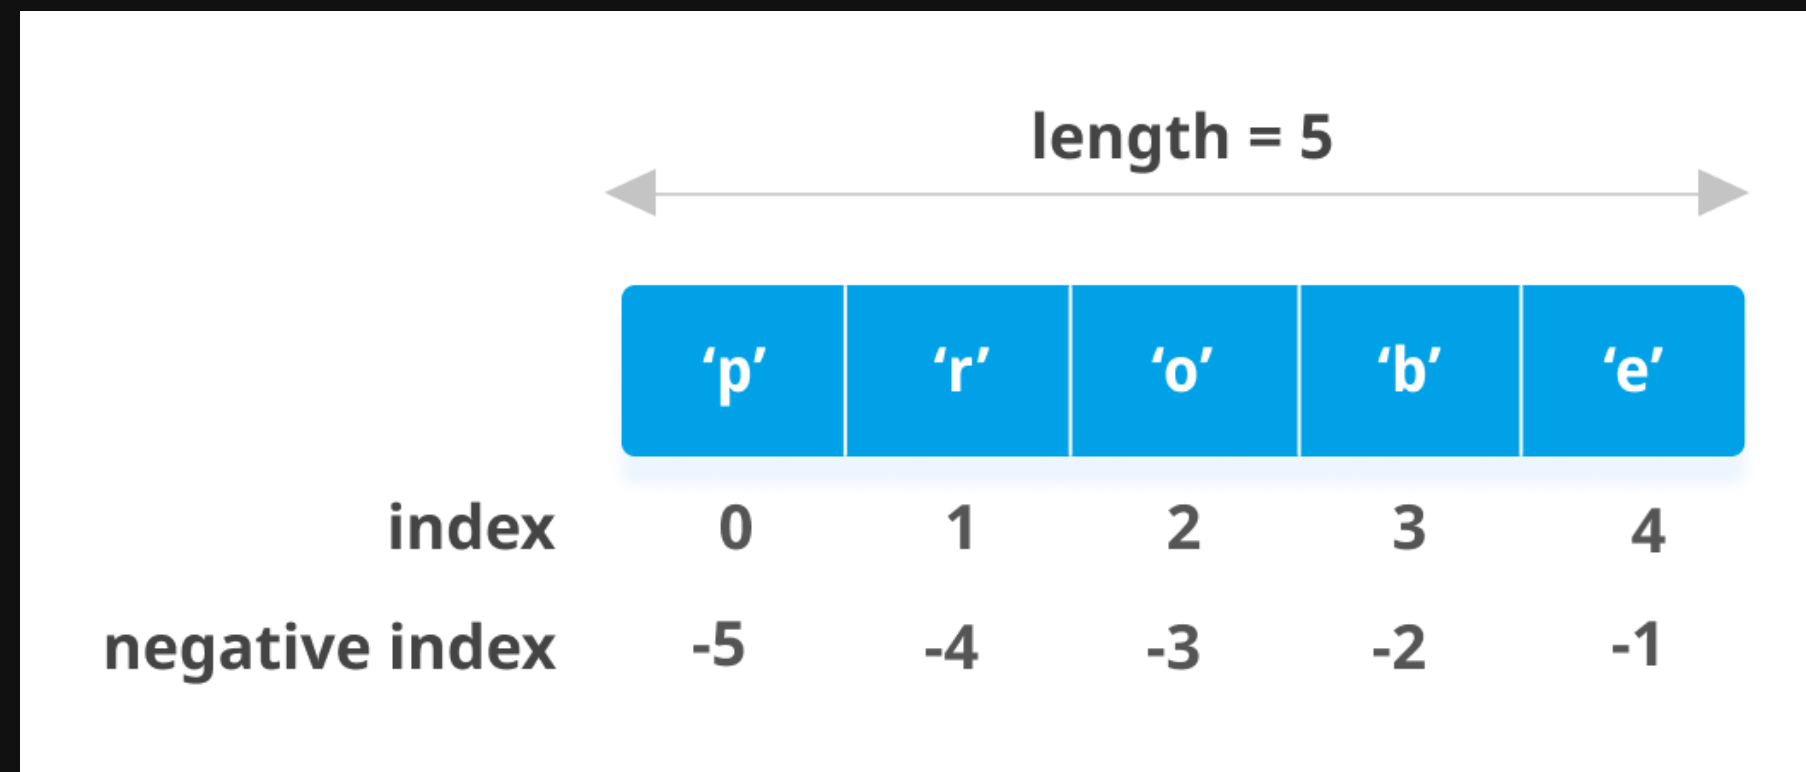 length = 5
‘p’ ‘r’ ‘o’ ‘b’ ‘e’
index 0 1 2 3 4
negative index -5 -4 -3 -2 -1